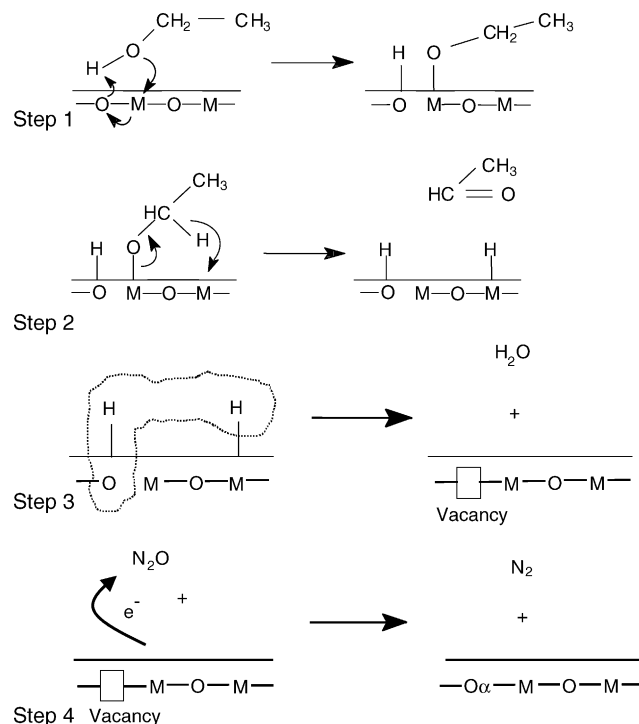 O CH₂ — CH₃
H
—O—M—O—M—
H O CH₂ CH₃
—O M—O—M—
Step 1
CH₃
HC
O H
H
—O M—O—M—
CH₃
HC = O
H H
—O M—O—M—
Step 2
H H
—O M—O—M—
H₂O
+
—□—M—O—M—
Vacancy
Step 3
N₂O
e⁻ +
—□—M—O—M—
Vacancy
N₂
+
—Oα—M—O—M—
Step 4